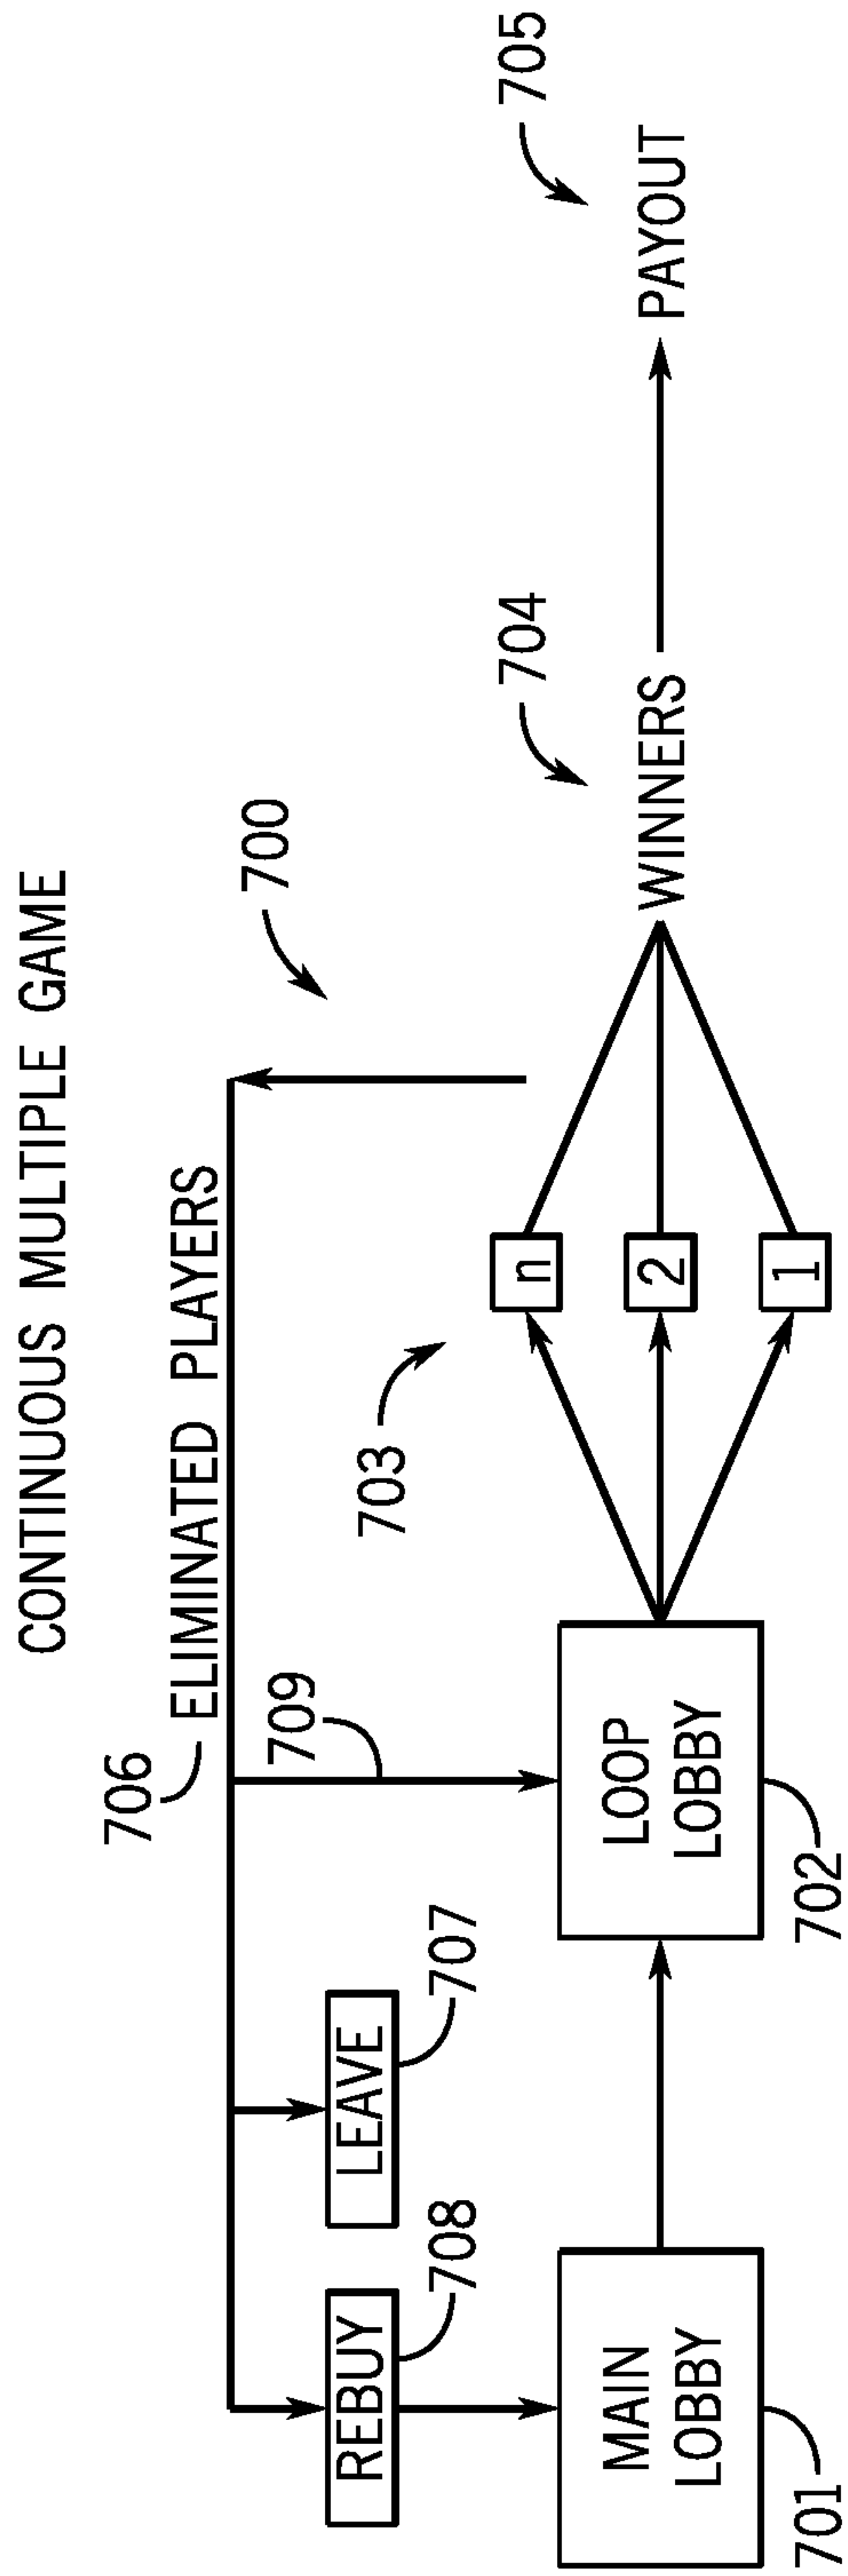 CONTINUOUS MULTIPLE GAME
706
ELIMINATED PLAYERS
709
700
REBUY
708
LEAVE
707
703
704
705
MAIN
LOBBY
701
LOOP
LOBBY
702
n
2
1
WINNERS
PAYOUT